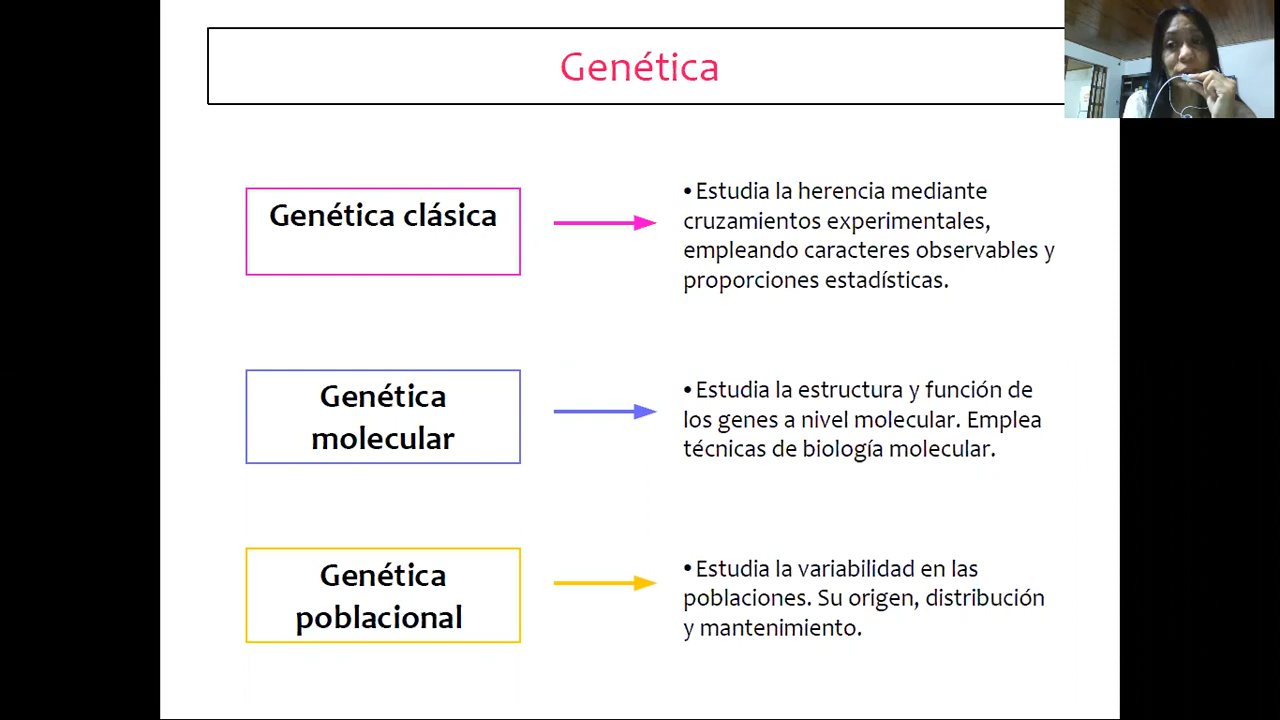 Genética
Genética clásica
• Estudia la herencia mediante
cruzamientos experimentales,
empleando caracteres observables y
proporciones estadísticas.
Genética
molecular
• Estudia la estructura y función de
los genes a nivel molecular. Emplea
técnicas de biología molecular.
Genética
poblacional
• Estudia la variabilidad en las
poblaciones. Su origen, distribución
y mantenimiento.